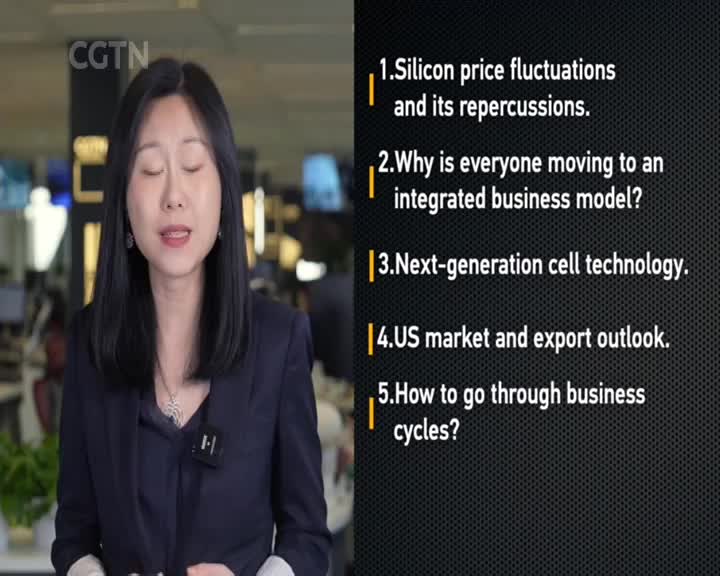 CGTN
CGTN
1.Silicon price fluctuations
and its repercussions.
2.Why is everyone moving to an
integrated business model?
3.Next-generation cell technology.
4.US market and export outlook.
5.How to go through business
cycles?